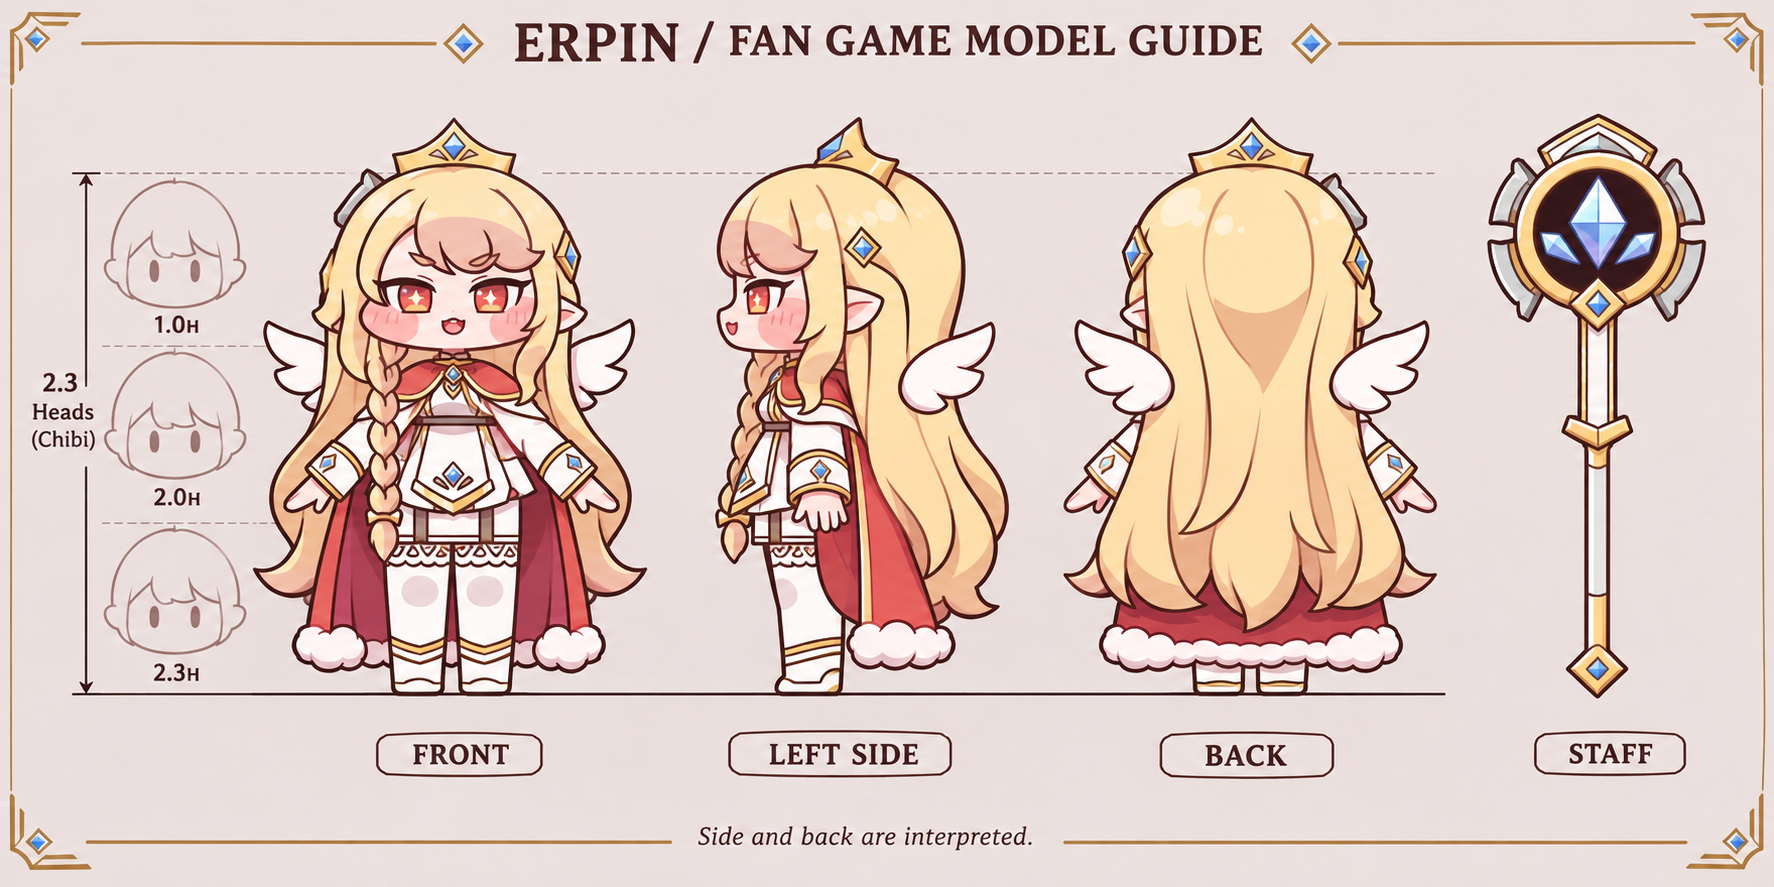 ERPIN / FAN GAME MODEL GUIDE
1.0H
2.3
Heads
(Chibi)
2.0H
2.3H
FRONT
LEFT SIDE
BACK
STAFF
Side and back are interpreted.